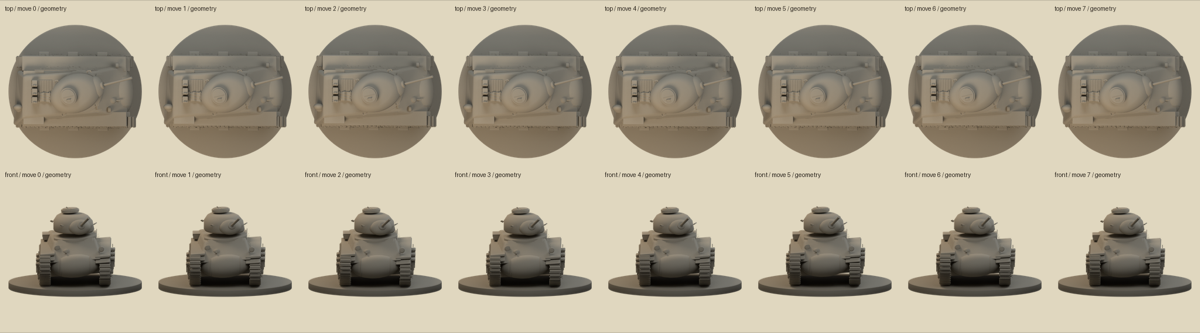 top / move 0 / geometry
top / move 1 / geometry
top / move 2 / geometry
top / move 3 / geometry
top / move 4 / geometry
top / move 5 / geometry
top / move 6 / geometry
top / move 7 / geometry
front / move 0 / geometry
front / move 1 / geometry
front / move 2 / geometry
front / move 3 / geometry
front / move 4 / geometry
front / move 5 / geometry
front / move 6 / geometry
front / move 7 / geometry